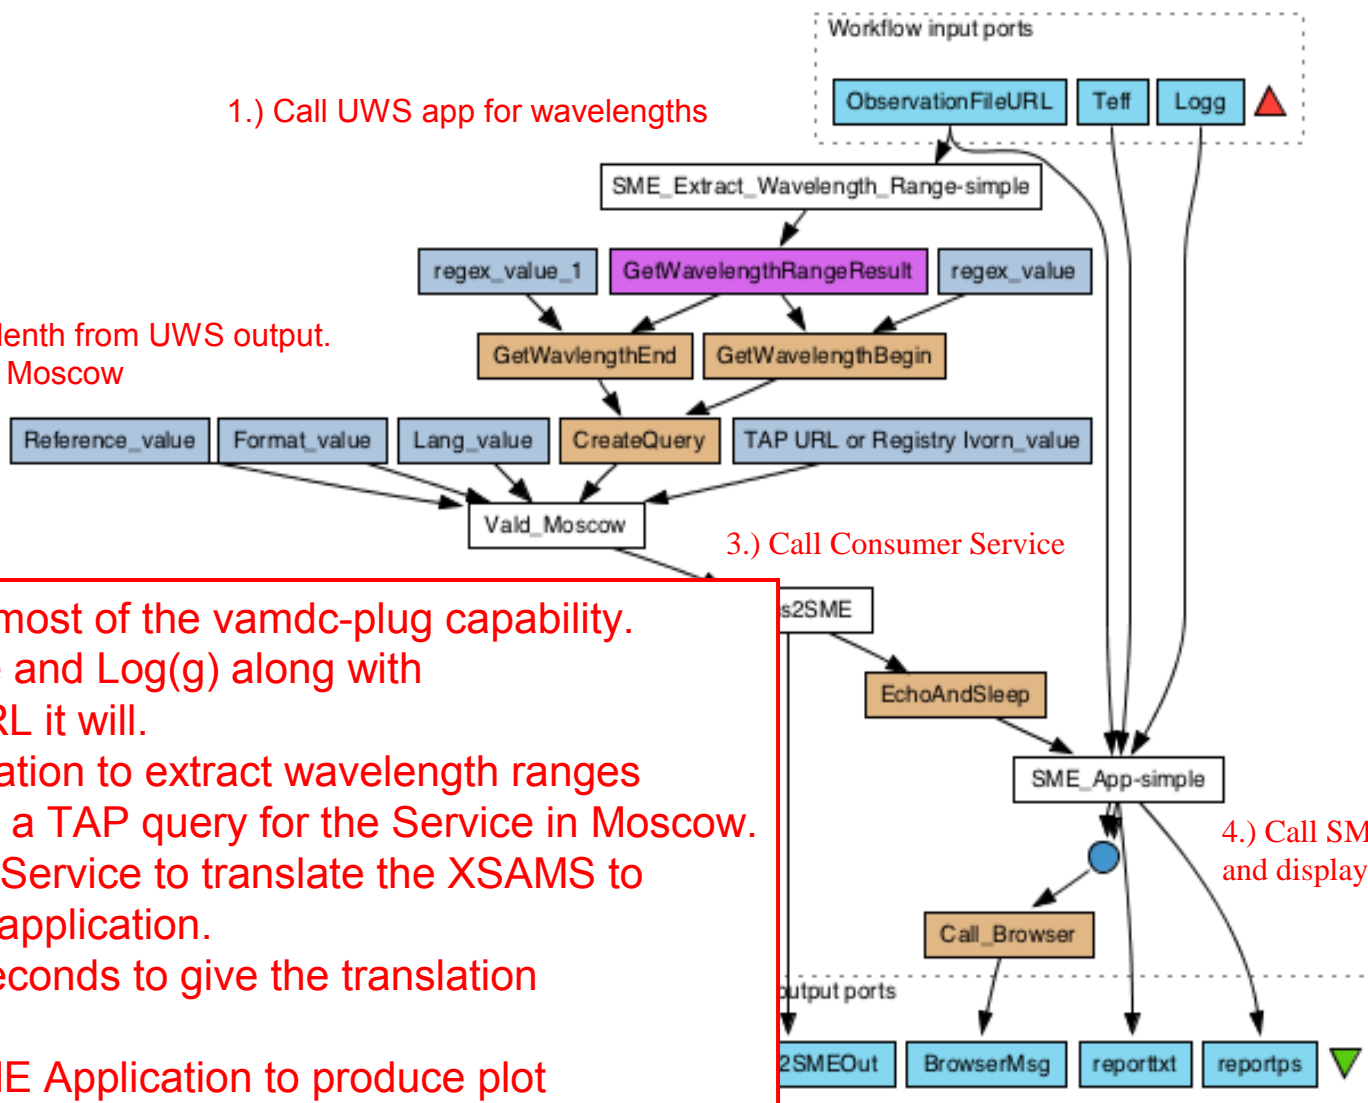 Workflow input ports
ObservationFileURL Teff Logg
1.) Call UWS app for wavelengths
SME_Extract_Wavelength_Range-simple
regex_value_1 GetWavelengthRangeResult regex_value
lenth from UWS output.
Moscow
GetWavlengthEnd GetWavelengthBegin
Reference_value Format_value Lang_value CreateQuery TAP URL or Registry Ivorn_value
Vald_Moscow
3.) Call Consumer Service
s2SME
most of the vamdc-plug capability.
and Log(g) along with
RL it will.
ation to extract wavelength ranges
a TAP query for the Service in Moscow.
Service to translate the XSAMS to
application.
econds to give the translation
E Application to produce plot
EchoAndSleep
SME_App-simple
4.) Call SM
and display
Call_Browser
output ports
2SMEOut BrowserMsg reporttxt reportps